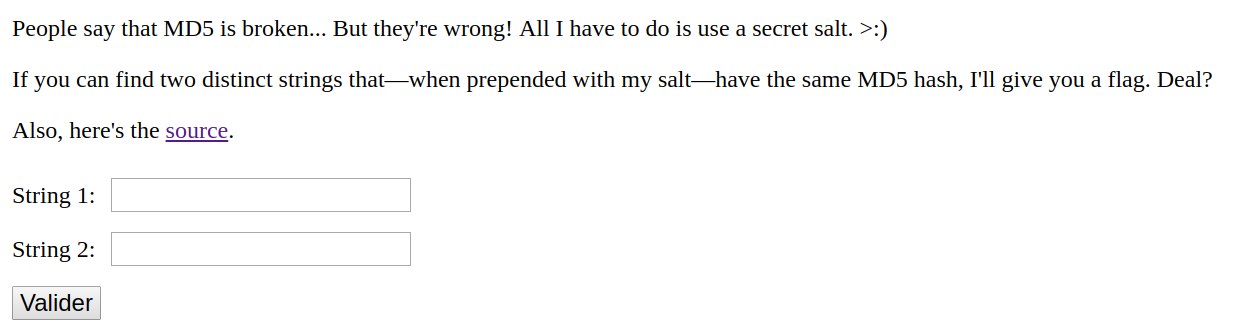 People say that MD5 is broken... But they're wrong! All I have to do is use a secret salt. >:)
If you can find two distinct strings that—when prepended with my salt—have the same MD5 hash, I'll give you a flag. Deal?
Also, here's the source.
String 1:
String 2:
Valider